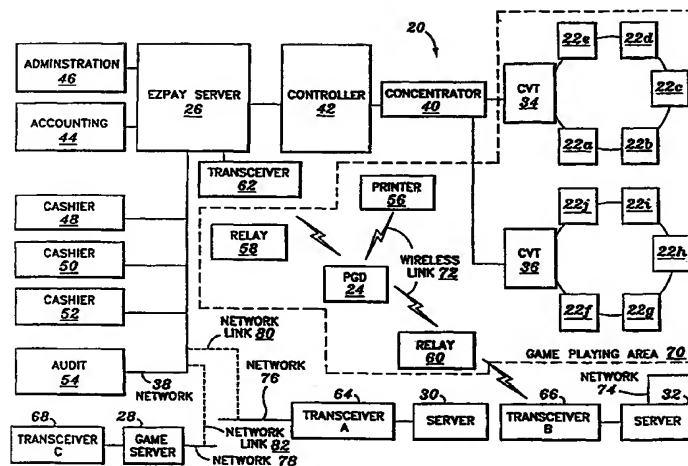 20
ADMINSTRATION
46
EZPAY SERVER
26
CONTROLLER
42
CONCENTRATOR
40
CVT
34
22e
22d
22c
22a
22b
ACCOUNTING
44
TRANSCEIVER
62
PRINTER
56
CASHIER
48
RELAY
58
WIRELESS
LINK 72
PGD
24
CVT
36
22j
22i
22h
22f
22g
CASHIER
50
CASHIER
52
NETWORK
LINK 80
RELAY
60
GAME PLAYING AREA 70
AUDIT
54
38
NETWORK
NETWORK
76
NETWORK
74
68
TRANSCEIVER
C
28
GAME
SERVER
NETWORK
LINK 82
NETWORK 78
64
TRANSCEIVER
A
30
SERVER
66
TRANSCEIVER
B
32
SERVER